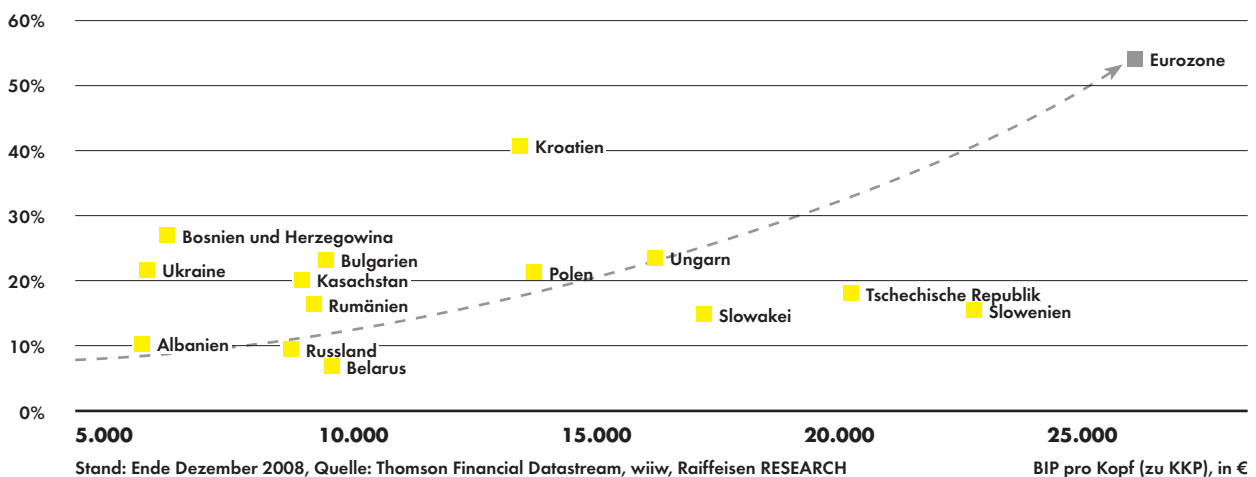 60%
Eurozone
50%
40%
Kroatien
30%
Bosnien und Herzegowina
Bulgarien
Ungarn
Ukraine
20%
Kasachstan
Polen
Tschechische Republik
Rumänien
Slowakei
Slowenien
10%
Albanien
Russland
Belarus
0%
5.000 10.000 15.000 20.000 25.000
Stand: Ende Dezember 2008, Quelle: Thomson Financial Datastream, wiiw, Raiffeisen RESEARCH
BIP pro Kopf (zu KKP), in €